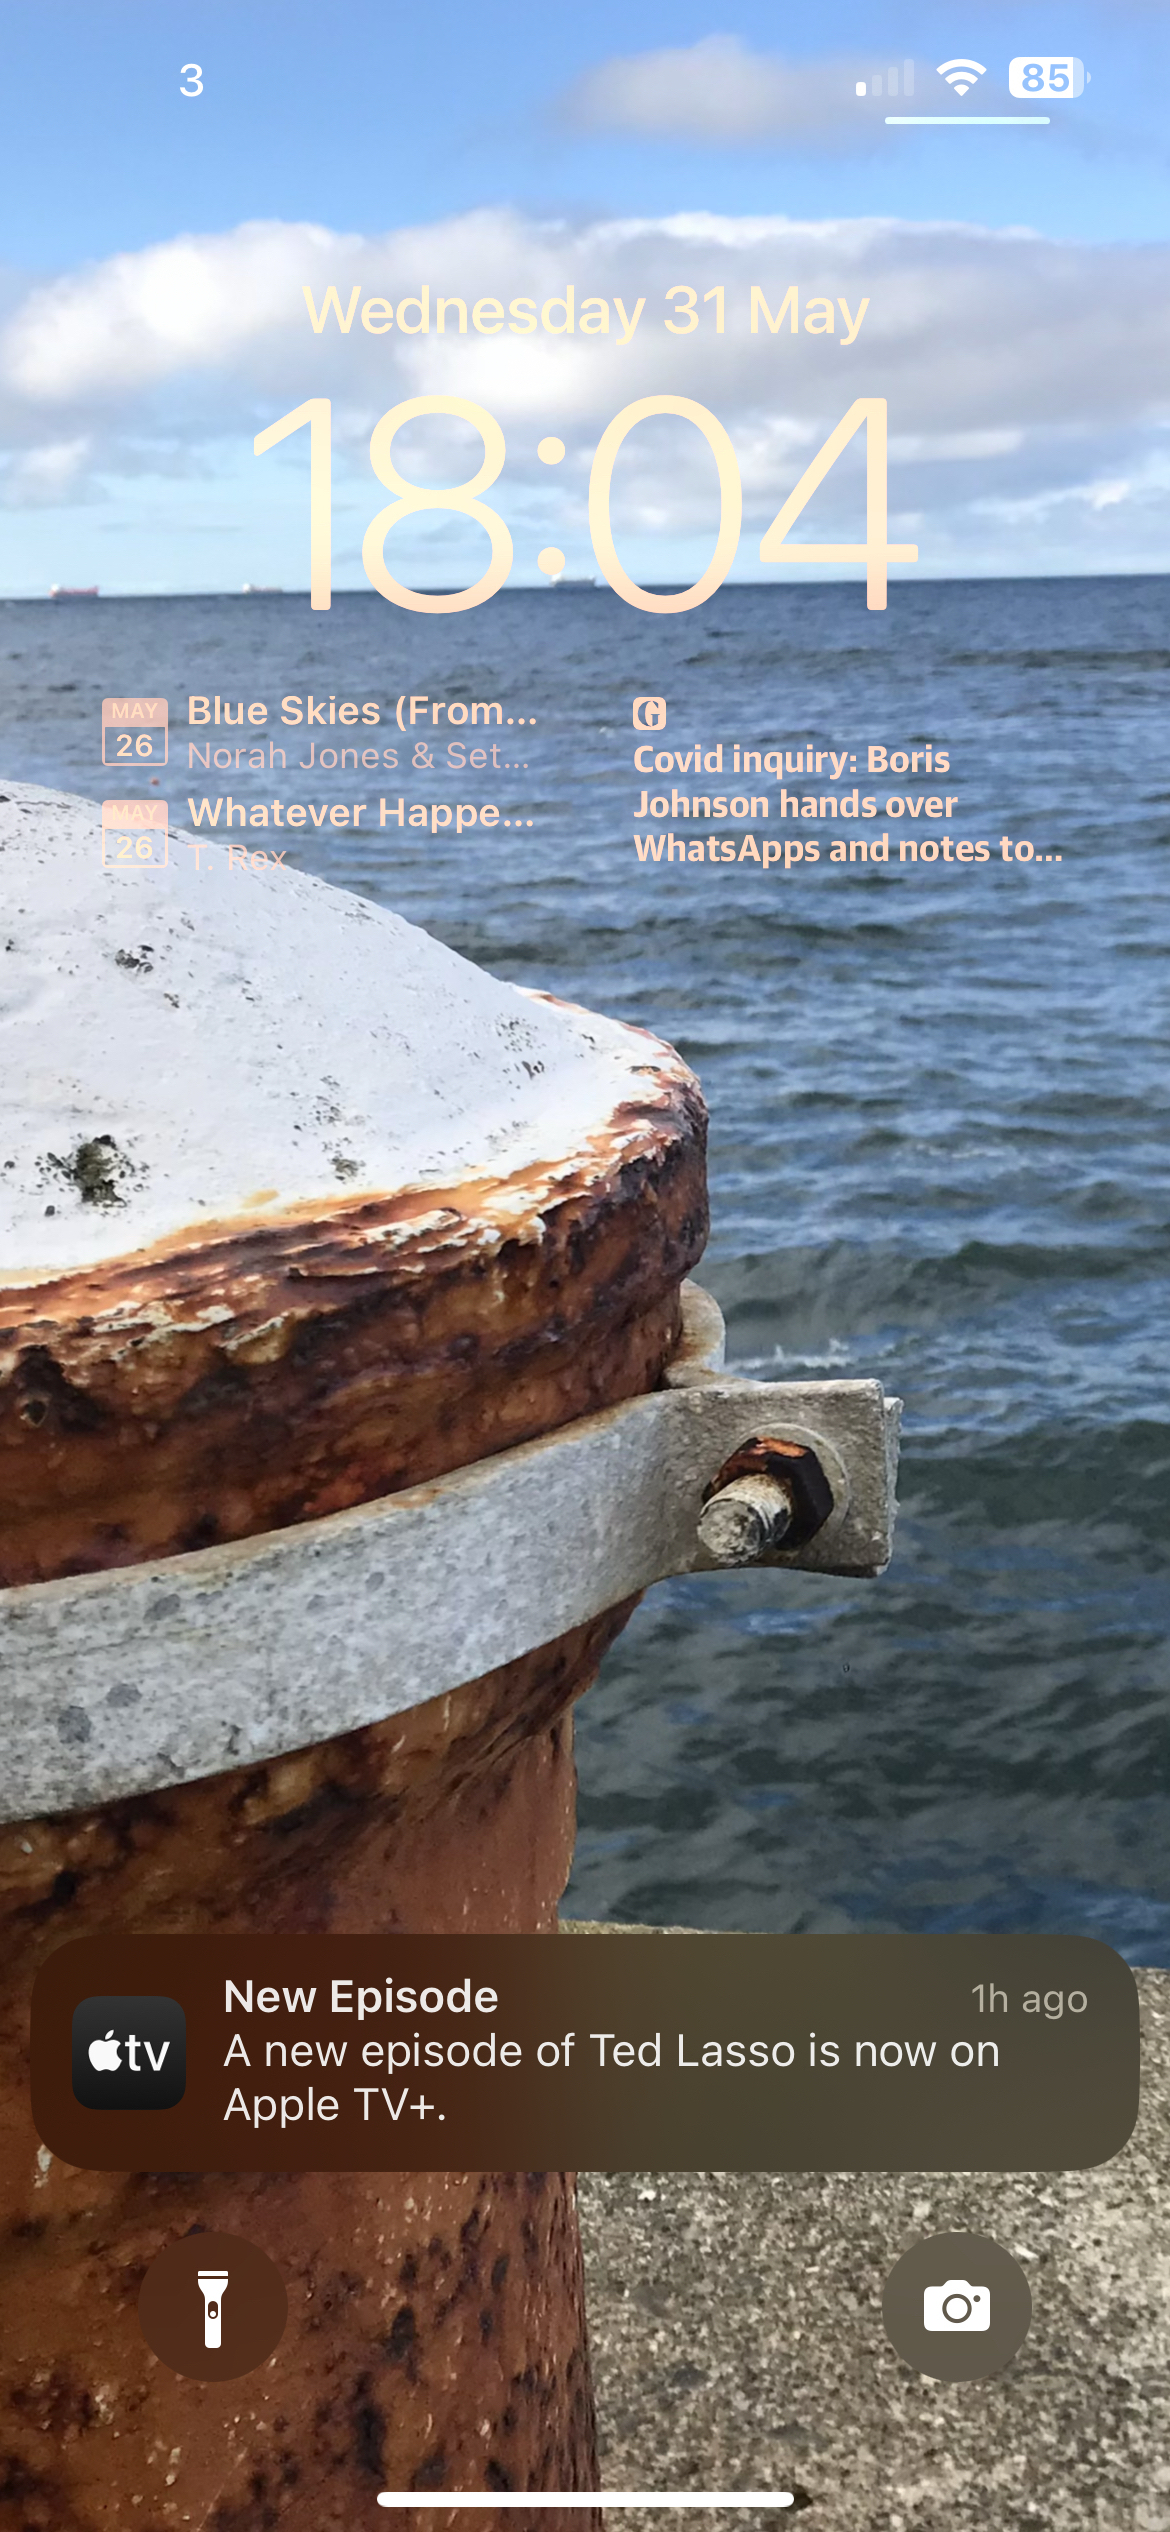 3
85
Wednesday 31 May
18:04
MAY
26
Blue Skies (From...
Norah Jones & Set...
MAY
26
Whatever Happe...
T. Rex
G
Covid inquiry: Boris
Johnson hands over
WhatsApps and notes to...
tv
New Episode
1h ago
A new episode of Ted Lasso is now on
Apple TV+.